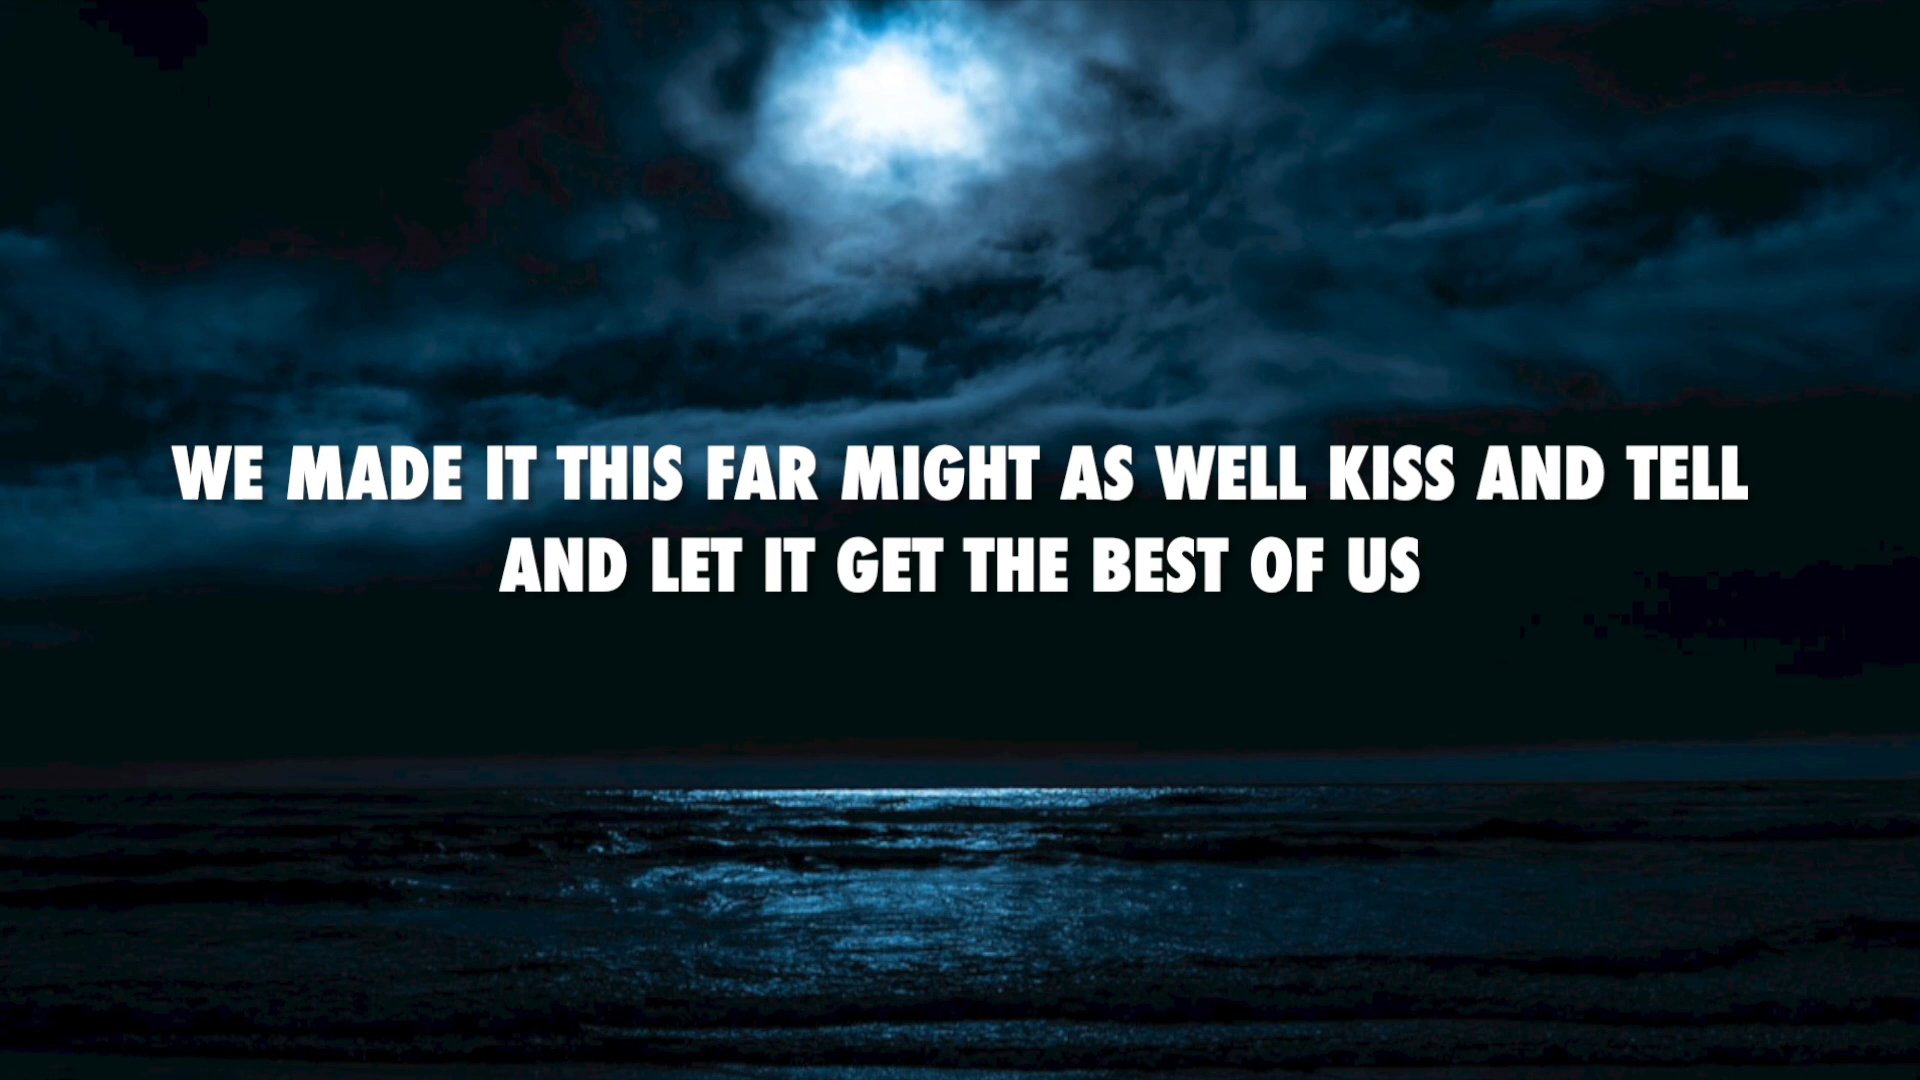 WE MADE IT THIS FAR MIGHT AS WELL KISS AND TELL
AND LET IT GET THE BEST OF US